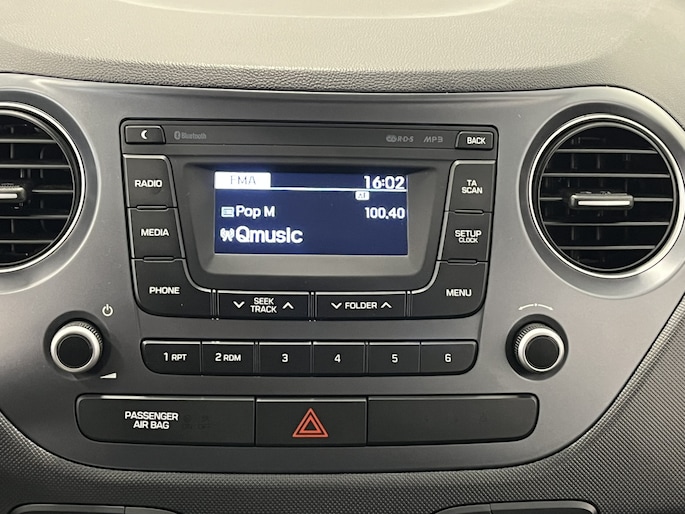 Bluetooth
R·D·S MP3
BACK
RADIO
FMA 16:02
TA
SCAN
Pop M 100,40
MEDIA
Qmusic
SETUP
CLOCK
PHONE
SEEK
TRACK
FOLDER
MENU
1 RPT 2 RDM 3 4 5 6
PASSENGER
AIR BAG